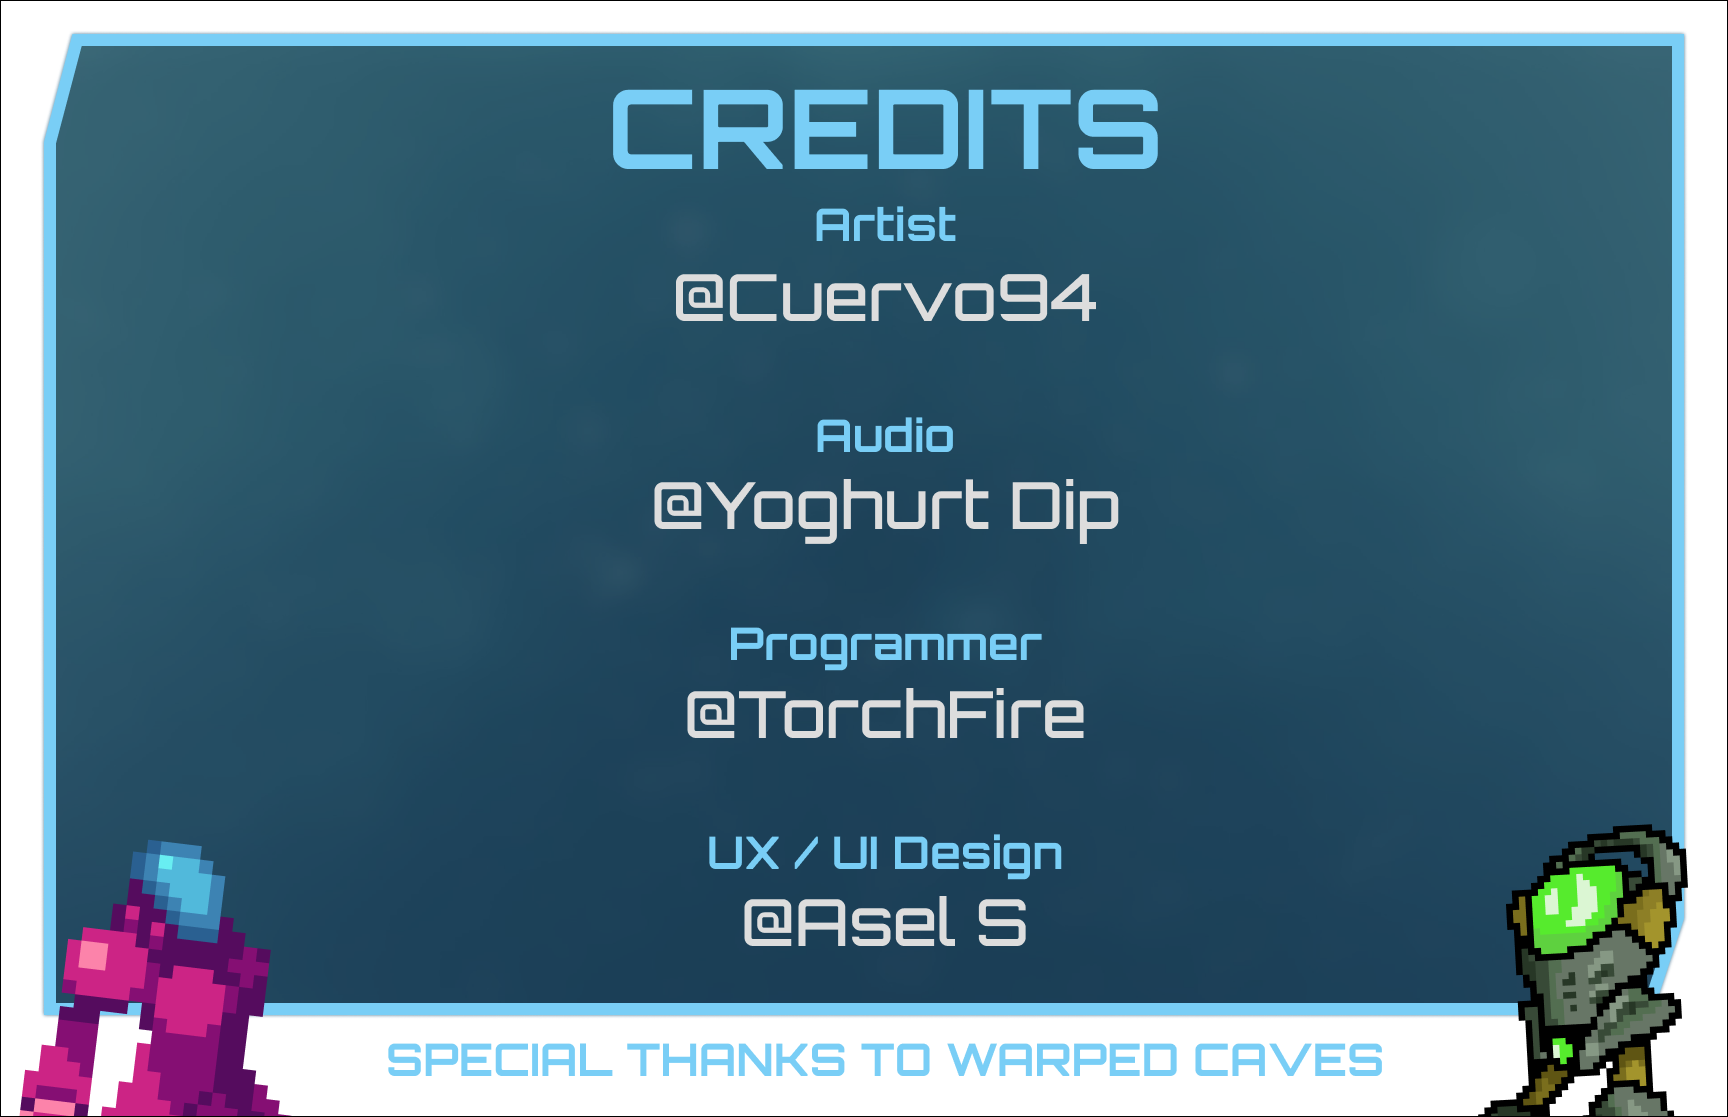 CREDITS
Artist
@Cuervo94
Audio
@Yoghurt Dip
Programmer
@TorchFire
UX / UI Design
@Asel S
SPECIAL THANKS TO WARPED CAVES